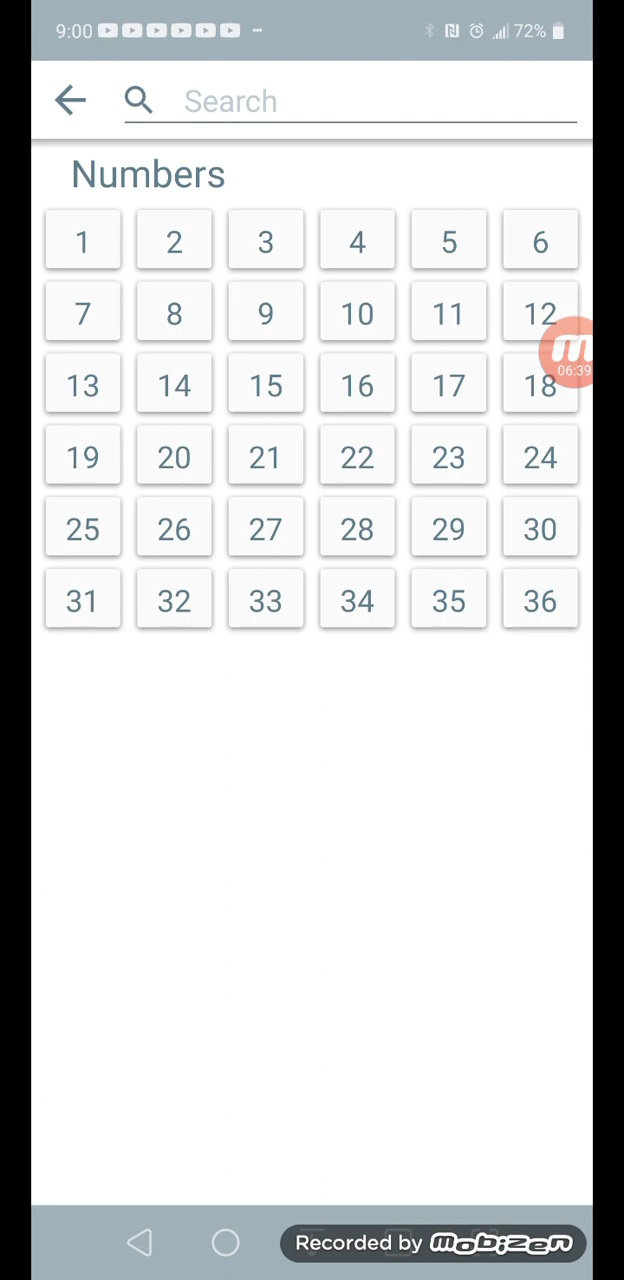 9:00 72%
Search
Numbers
1 2 3 4 5 6
7 8 9 10 11 12
13 14 15 16 17 18
m
06:39
19 20 21 22 23 24
25 26 27 28 29 30
31 32 33 34 35 36
Recorded by mobizen